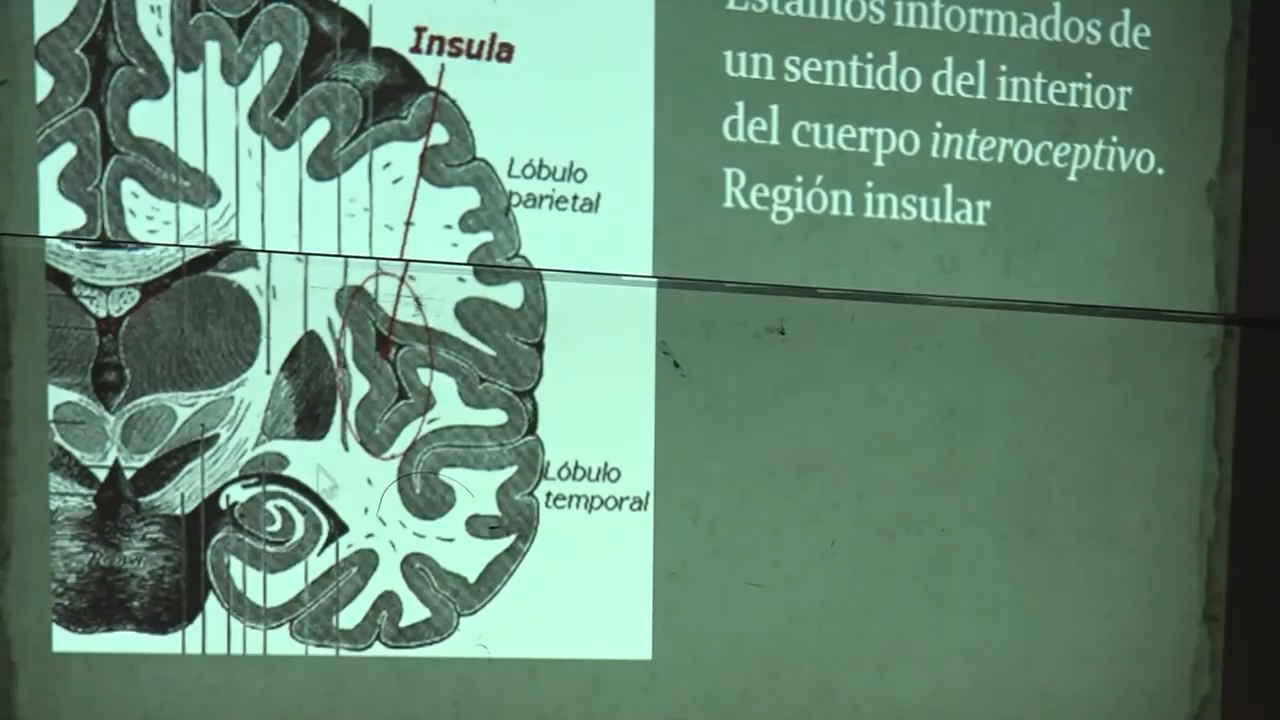 Insula
Lóbulo
parietal
Lóbulo
temporal
Estamos informados de
un sentido del interior
del cuerpo interoceptivo.
Región insular